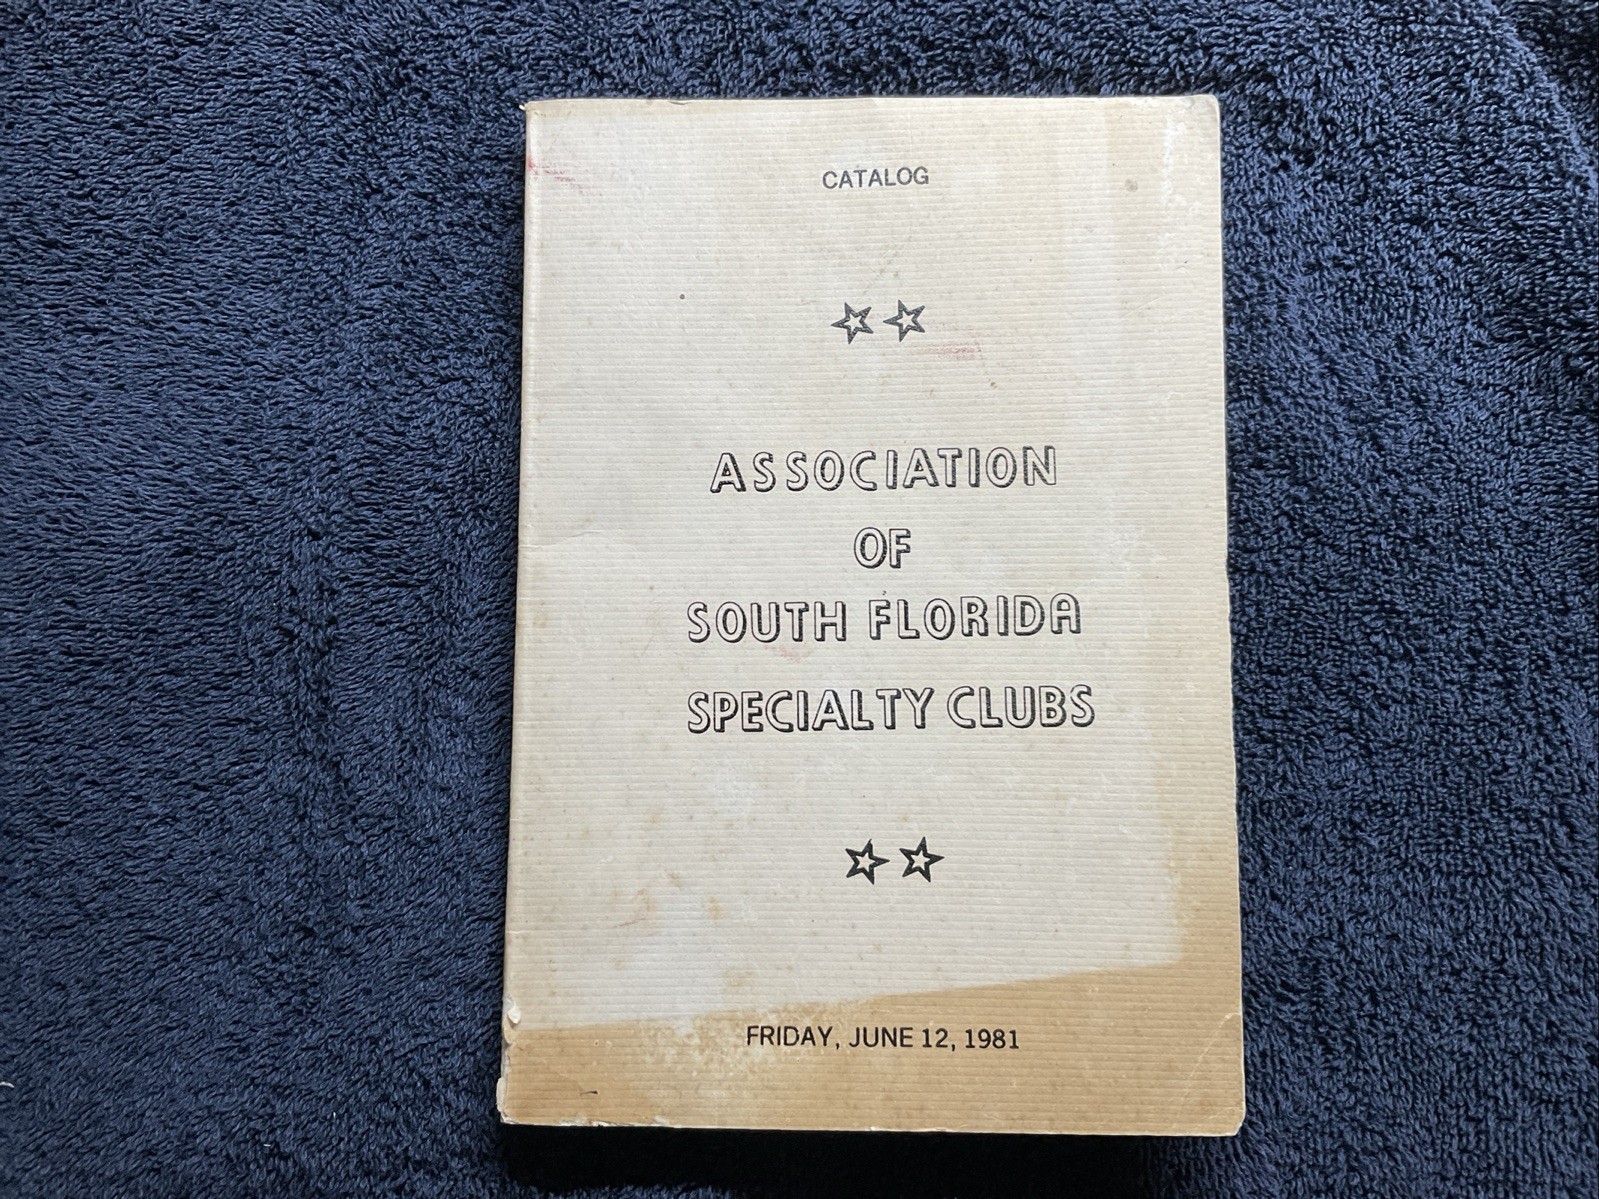 CATALOG
ASSOCIATION
OF
SOUTH FLORIDA
SPECIALTY CLUBS
FRIDAY, JUNE 12, 1981